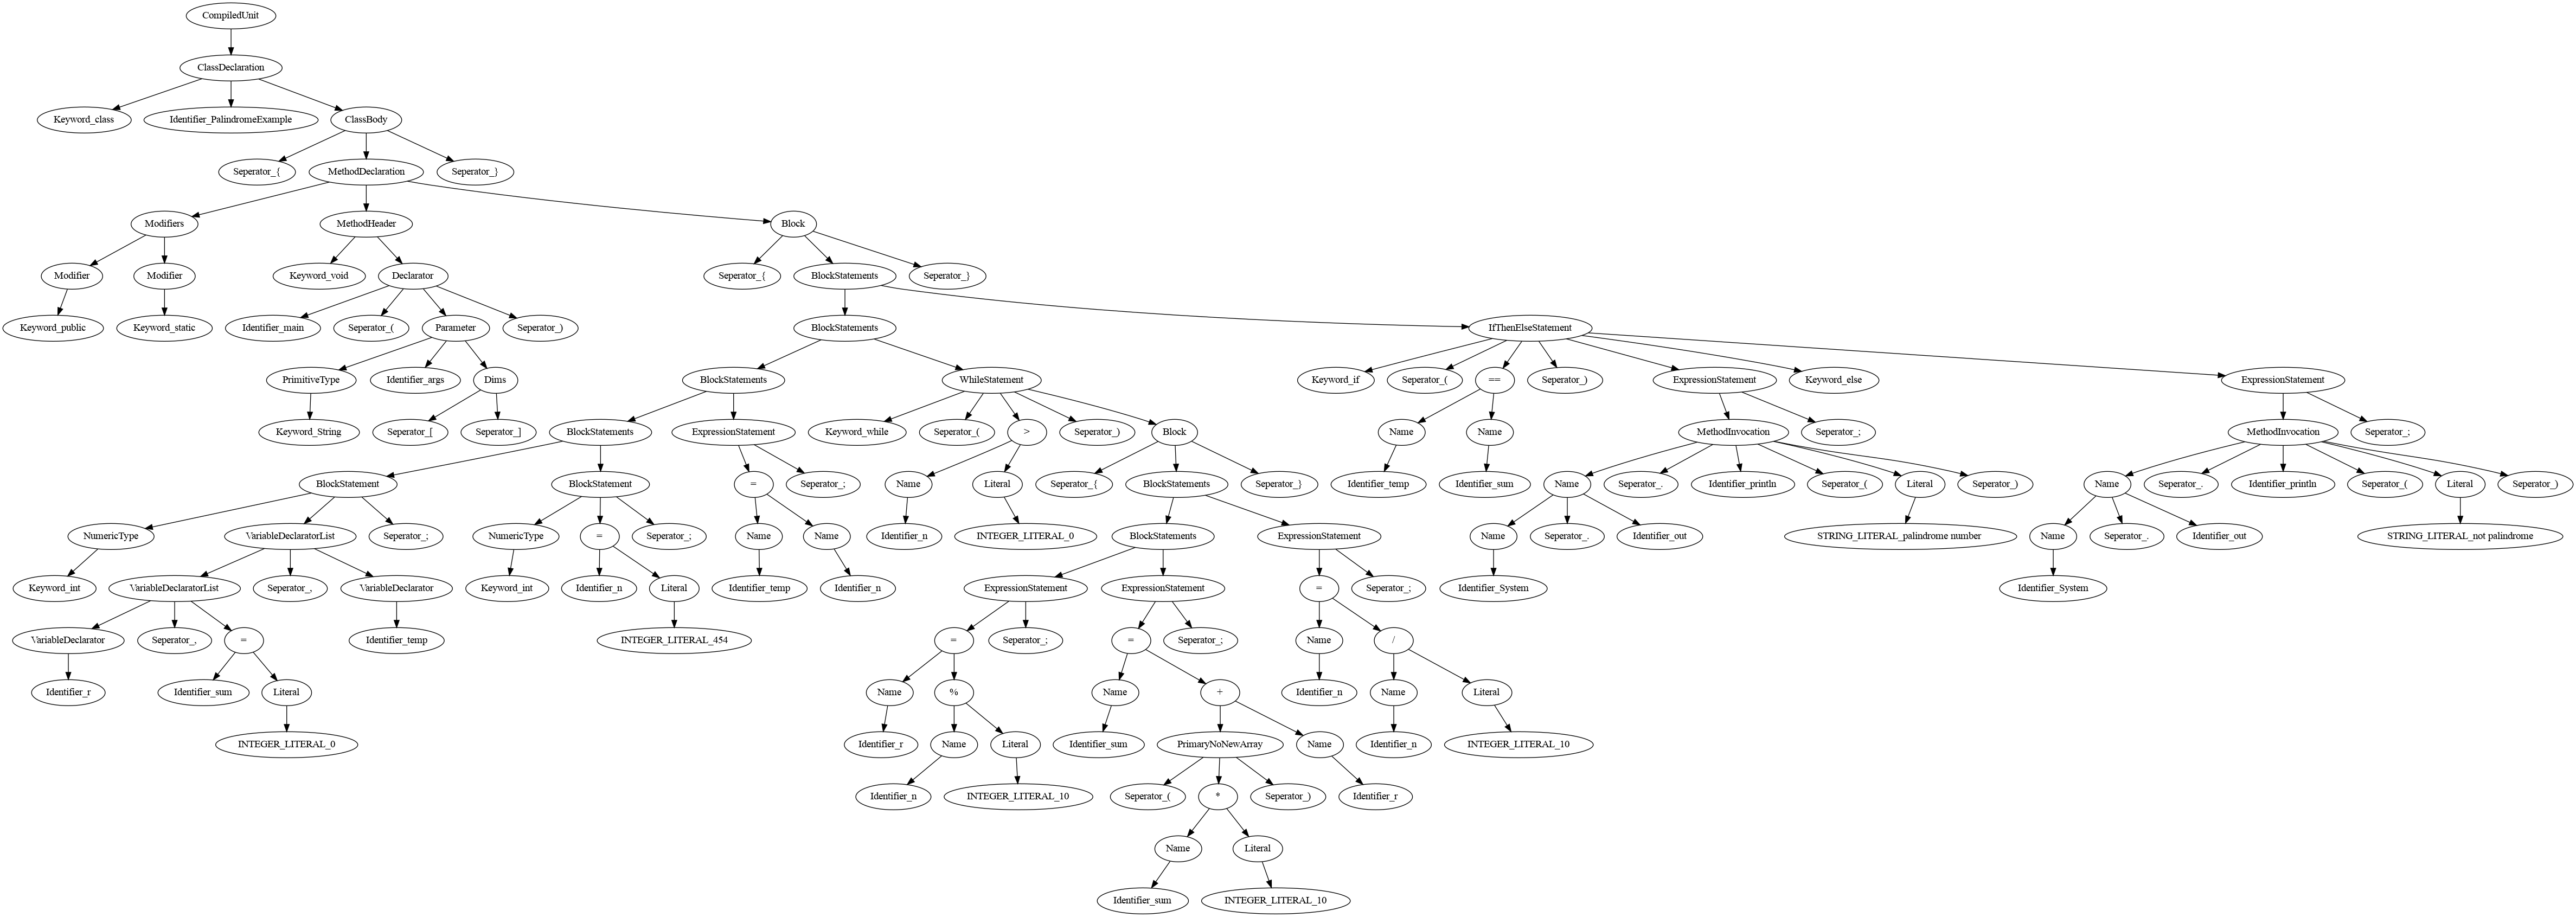 CompiledUnit
ClassDeclaration
Keyword_class Identifier_PalindromeExample ClassBody
Seperator_{ MethodDeclaration Seperator_}
Modifiers MethodHeader Block
Modifier Modifier Keyword_void Declarator Seperator_{ BlockStatements Seperator_}
Keyword_public Keyword_static Identifier_main Seperator_( Parameter Seperator_) BlockStatements IfThenElseStatement
PrimitiveType Identifier_args Dims BlockStatements WhileStatement Keyword_if Seperator_( == Seperator_) ExpressionStatement Keyword_else ExpressionStatement
Keyword_String Seperator_[ Seperator_] BlockStatements ExpressionStatement Keyword_while Seperator_( > Seperator_) Block Name Name MethodInvocation Seperator_; MethodInvocation Seperator_;
BlockStatement BlockStatement = Seperator_; Name Literal Seperator_{ BlockStatements Seperator_} Identifier_temp Identifier_sum Name Seperator_. Identifier_println Seperator_( Literal Seperator_) Name Seperator_. Identifier_println Seperator_( Literal Seperator_)
NumericType VariableDeclaratorList Seperator_; NumericType = Seperator_; Name Name Identifier_n INTEGER_LITERAL_0 BlockStatements ExpressionStatement Name Seperator_. Identifier_out STRING_LITERAL_palindrome number Name Seperator_. Identifier_out STRING_LITERAL_not palindrome
Keyword_int VariableDeclaratorList Seperator_, VariableDeclarator Keyword_int Identifier_n Literal Identifier_temp Identifier_n ExpressionStatement ExpressionStatement = Seperator_; Identifier_System Identifier_System
VariableDeclarator Seperator_, = Identifier_temp INTEGER_LITERAL_454 = Seperator_; = Seperator_; Name /
Identifier_r Identifier_sum Literal Name % Name + Identifier_n Name Literal
INTEGER_LITERAL_0 Identifier_r Name Literal Identifier_sum PrimaryNoNewArray Name Identifier_n INTEGER_LITERAL_10
Identifier_n INTEGER_LITERAL_10 Seperator_( * Seperator_) Identifier_r
Name Literal
Identifier_sum INTEGER_LITERAL_10